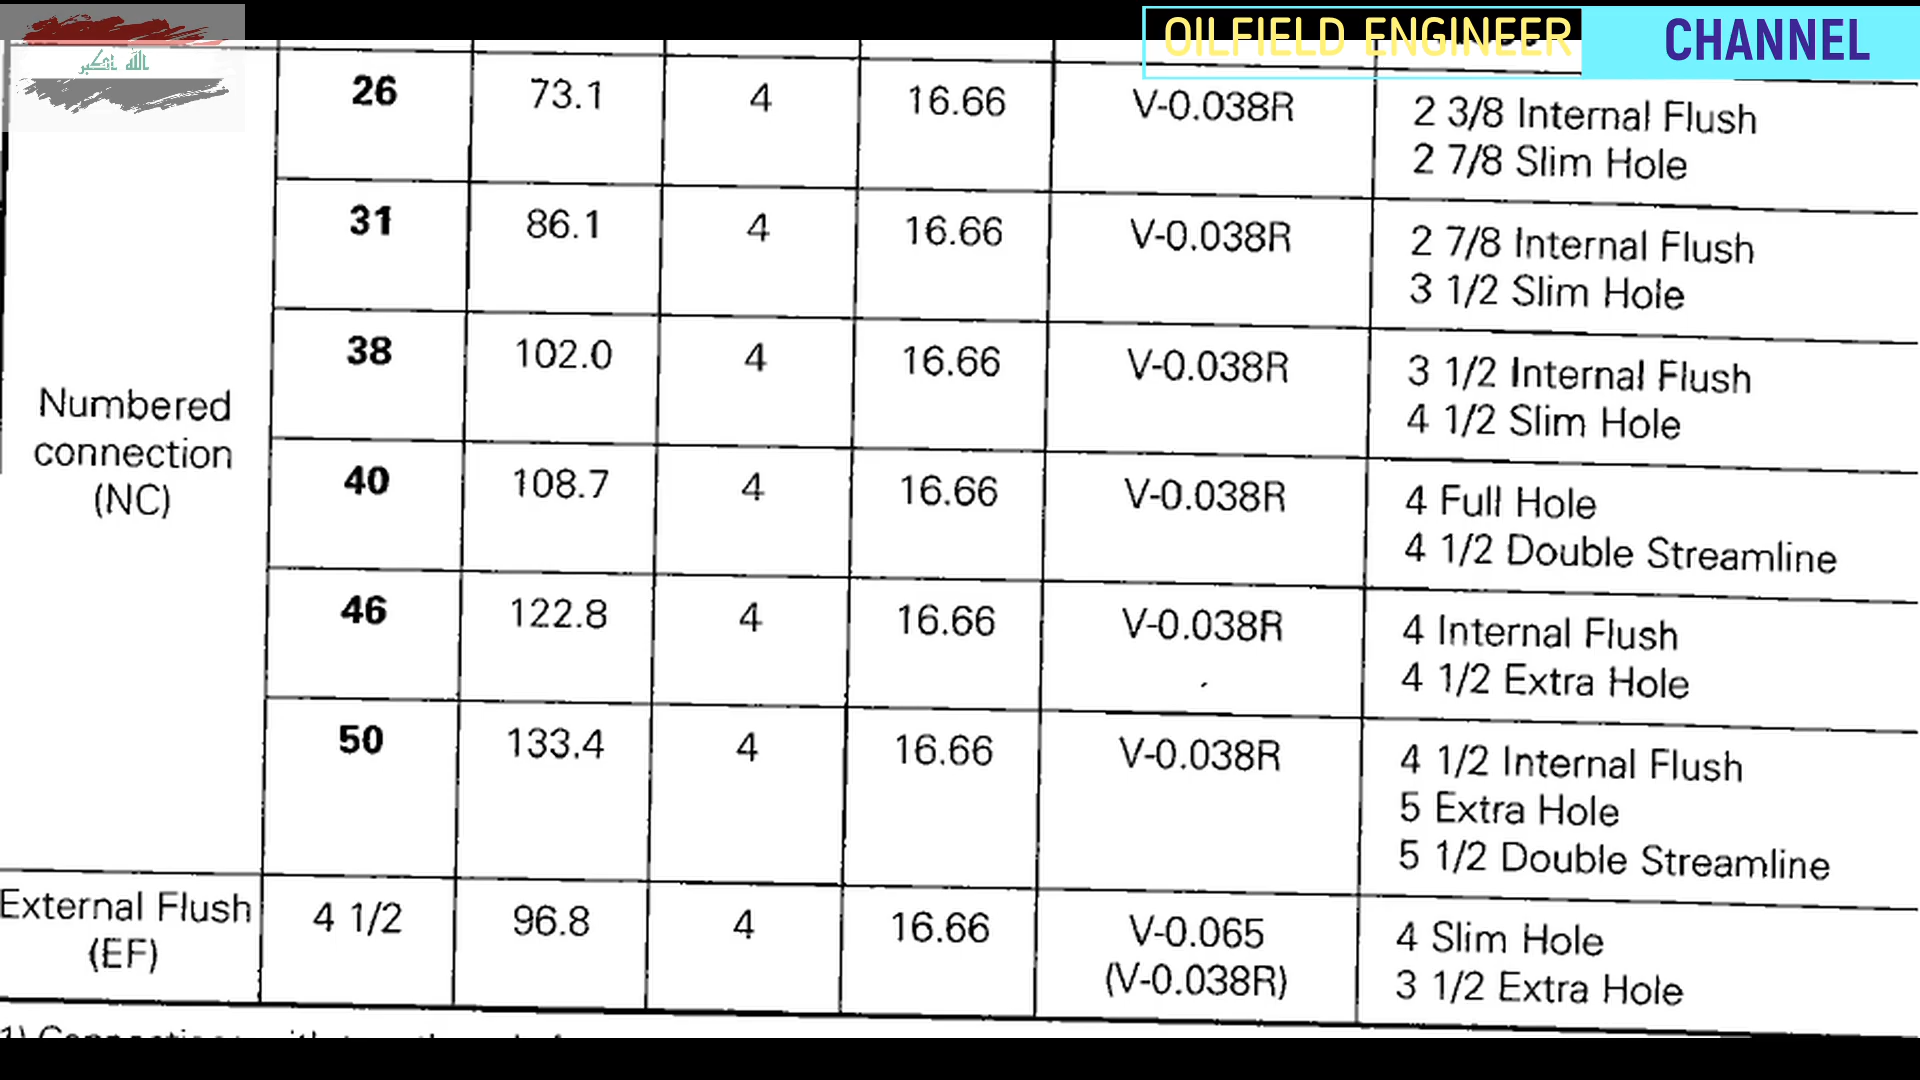 OILFIELD ENGINEER CHANNEL
الله اكبر
26 73.1 4 16.66 V-0.038R 2 3/8 Internal Flush
2 7/8 Slim Hole
31 86.1 4 16.66 V-0.038R 2 7/8 Internal Flush
3 1/2 Slim Hole
38 102.0 4 16.66 V-0.038R 3 1/2 Internal Flush
4 1/2 Slim Hole
Numbered
connection
(NC)
40 108.7 4 16.66 V-0.038R 4 Full Hole
4 1/2 Double Streamline
46 122.8 4 16.66 V-0.038R 4 Internal Flush
4 1/2 Extra Hole
50 133.4 4 16.66 V-0.038R 4 1/2 Internal Flush
5 Extra Hole
5 1/2 Double Streamline
External Flush
(EF)
4 1/2 96.8 4 16.66 V-0.065 4 Slim Hole
(V-0.038R) 3 1/2 Extra Hole